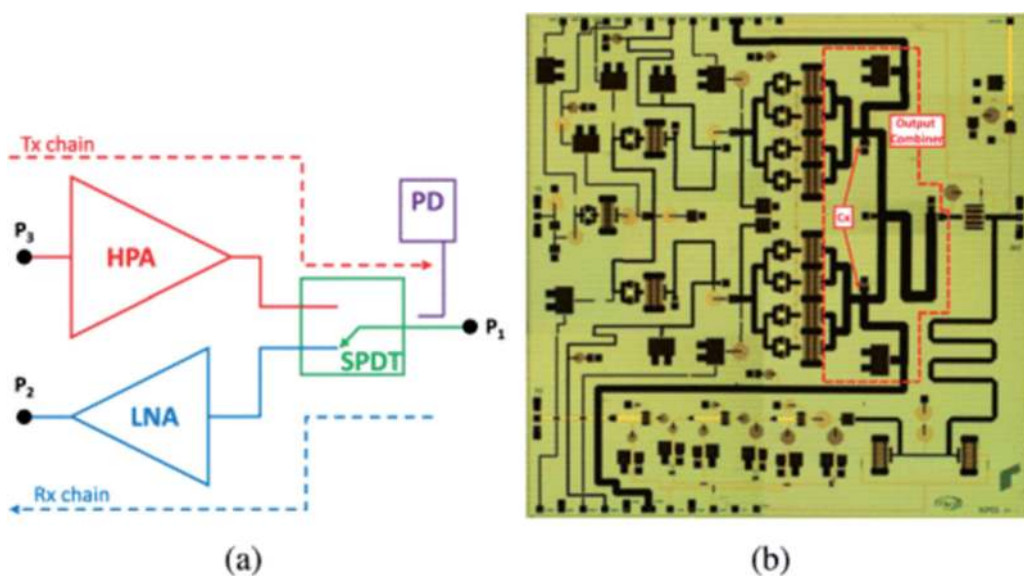 Tx chain
PD
P3
HPA
P1
SPDT
P2
LNA
Rx chain
Output
Combiner
Cx
(a)
(b)